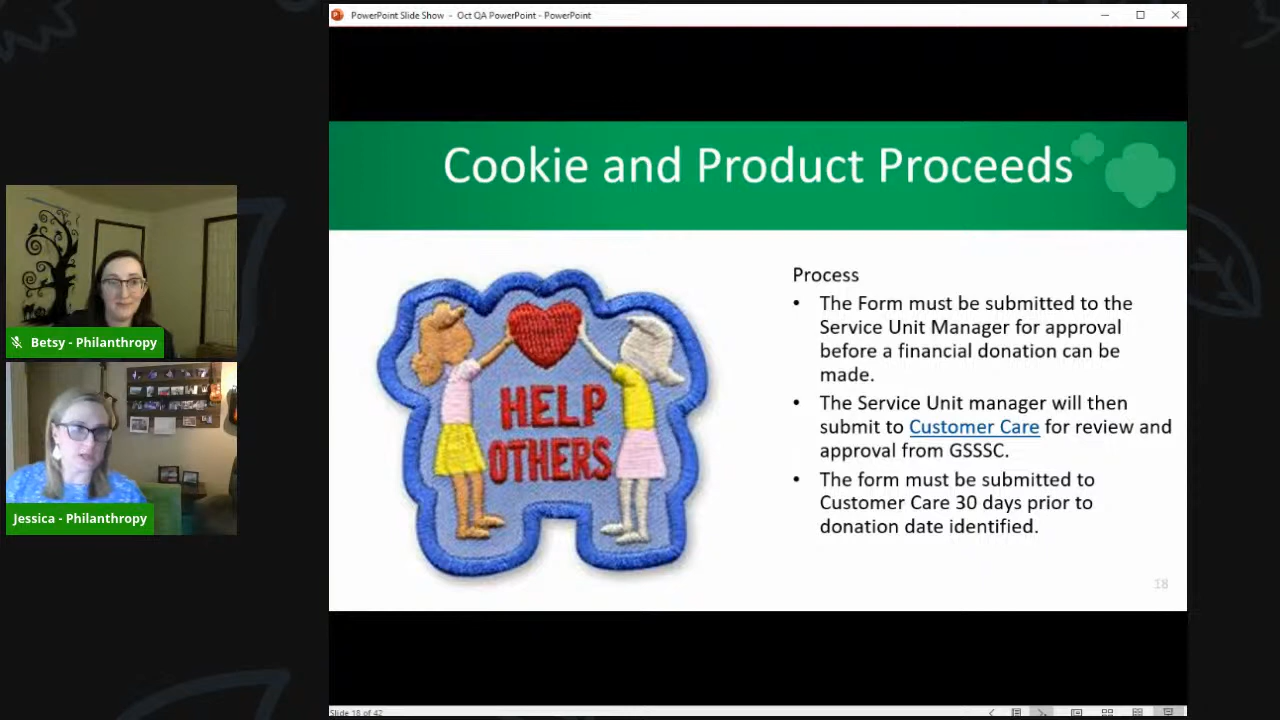 PowerPoint Slide Show - Oct QA PowerPoint - PowerPoint
Cookie and Product Proceeds
HELP
OTHERS
Process
• The Form must be submitted to the
Service Unit Manager for approval
before a financial donation can be
made.
• The Service Unit manager will then
submit to Customer Care for review and
approval from GSSSC.
• The form must be submitted to
Customer Care 30 days prior to
donation date identified.
18
Betsy - Philanthropy
Jessica - Philanthropy
Slide 18 of 42